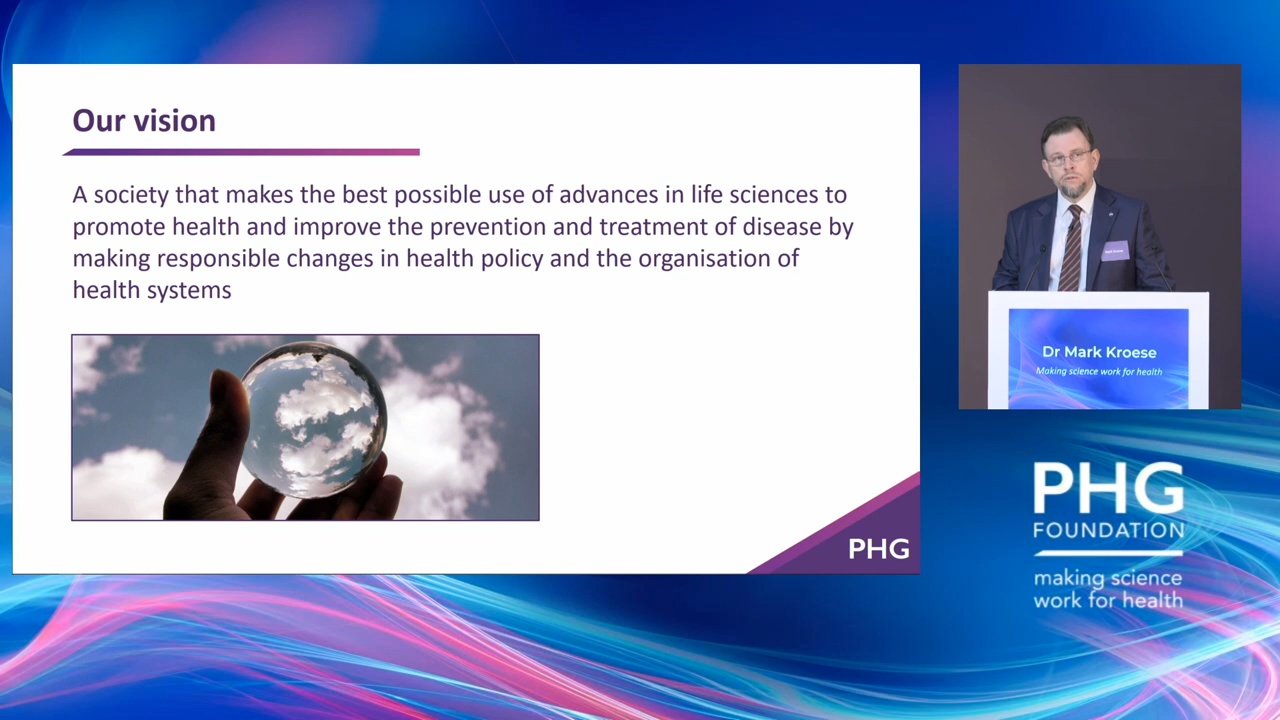 Our vision
A society that makes the best possible use of advances in life sciences to
promote health and improve the prevention and treatment of disease by
making responsible changes in health policy and the organisation of
health systems
PHG
Dr Mark Kroese
Making science work for health
PHG
FOUNDATION
making science
work for health